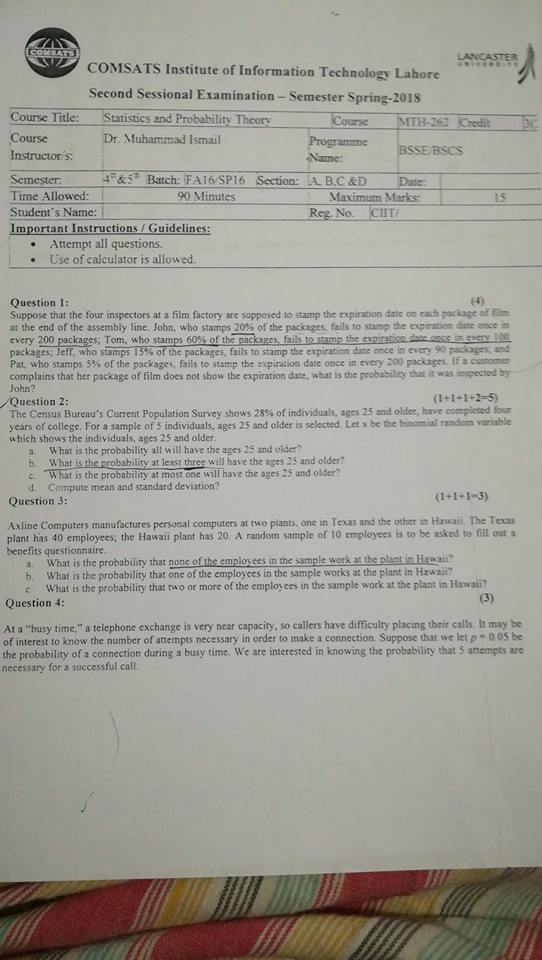 COMSATS
LANCASTER
UNIVERSITY
COMSATS Institute of Information Technology Lahore
Second Sessional Examination – Semester Spring-2018
Course Title: Statistics and Probability Theory Course MTH-262 Credit 3C
Course Instructor/s: Dr. Muhammad Ismail Programme Name: BSSE/BSCS
Semester: 4th &5th Batch: FA16/SP16 Section: A, B,C &D Date:
Time Allowed: 90 Minutes Maximum Marks: 15
Student's Name: Reg. No. CIIT/
Important Instructions / Guidelines:
• Attempt all questions.
• Use of calculator is allowed.
Question 1: (4)
Suppose that the four inspectors at a film factory are supposed to stamp the expiration date on each package of film
at the end of the assembly line. John, who stamps 20% of the packages, fails to stamp the expiration date once in
every 200 packages; Tom, who stamps 60% of the packages, fails to stamp the expiration date once in every 100
packages; Jeff, who stamps 15% of the packages, fails to stamp the expiration date once in every 90 packages; and
Pat, who stamps 5% of the packages, fails to stamp the expiration date once in every 200 packages. If a customer
complains that her package of film does not show the expiration date, what is the probability that it was inspected by
John?
Question 2: (1+1+1+2=5)
The Census Bureau's Current Population Survey shows 28% of individuals, ages 25 and older, have completed four
years of college. For a sample of 5 individuals, ages 25 and older is selected. Let x be the binomial random variable
which shows the individuals, ages 25 and older.
a. What is the probability all will have the ages 25 and older?
b. What is the probability at least three will have the ages 25 and older?
c. What is the probability at most one will have the ages 25 and older?
d. Compute mean and standard deviation?
Question 3: (1+1+1=3)
Axline Computers manufactures personal computers at two plants, one in Texas and the other in Hawaii. The Texas
plant has 40 employees; the Hawaii plant has 20. A random sample of 10 employees is to be asked to fill out a
benefits questionnaire.
a. What is the probability that none of the employees in the sample work at the plant in Hawaii?
b. What is the probability that one of the employees in the sample works at the plant in Hawaii?
c. What is the probability that two or more of the employees in the sample work at the plant in Hawaii?
Question 4: (3)
At a "busy time," a telephone exchange is very near capacity, so callers have difficulty placing their calls. It may be
of interest to know the number of attempts necessary in order to make a connection. Suppose that we let p = 0.05 be
the probability of a connection during a busy time. We are interested in knowing the probability that 5 attempts are
necessary for a successful call.